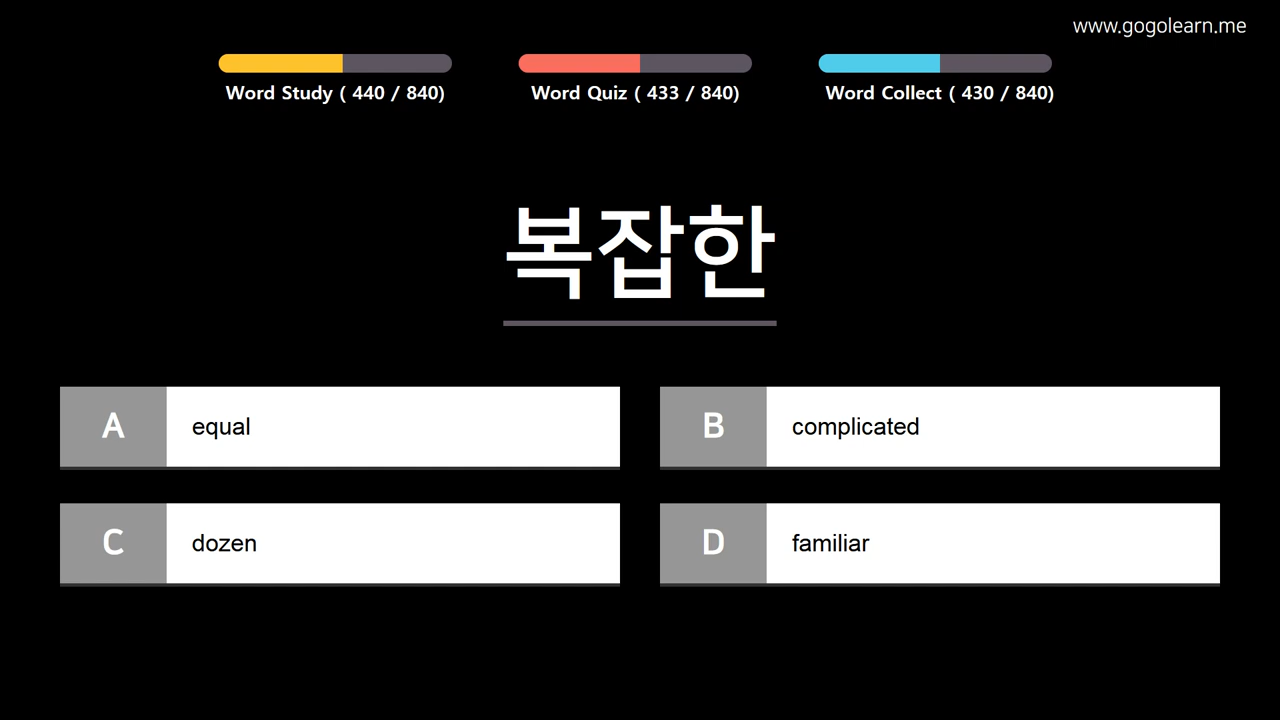 www.gogolearn.me
Word Study ( 440 / 840)
Word Quiz ( 433 / 840)
Word Collect ( 430 / 840)
복잡한
A equal
B complicated
C dozen
D familiar